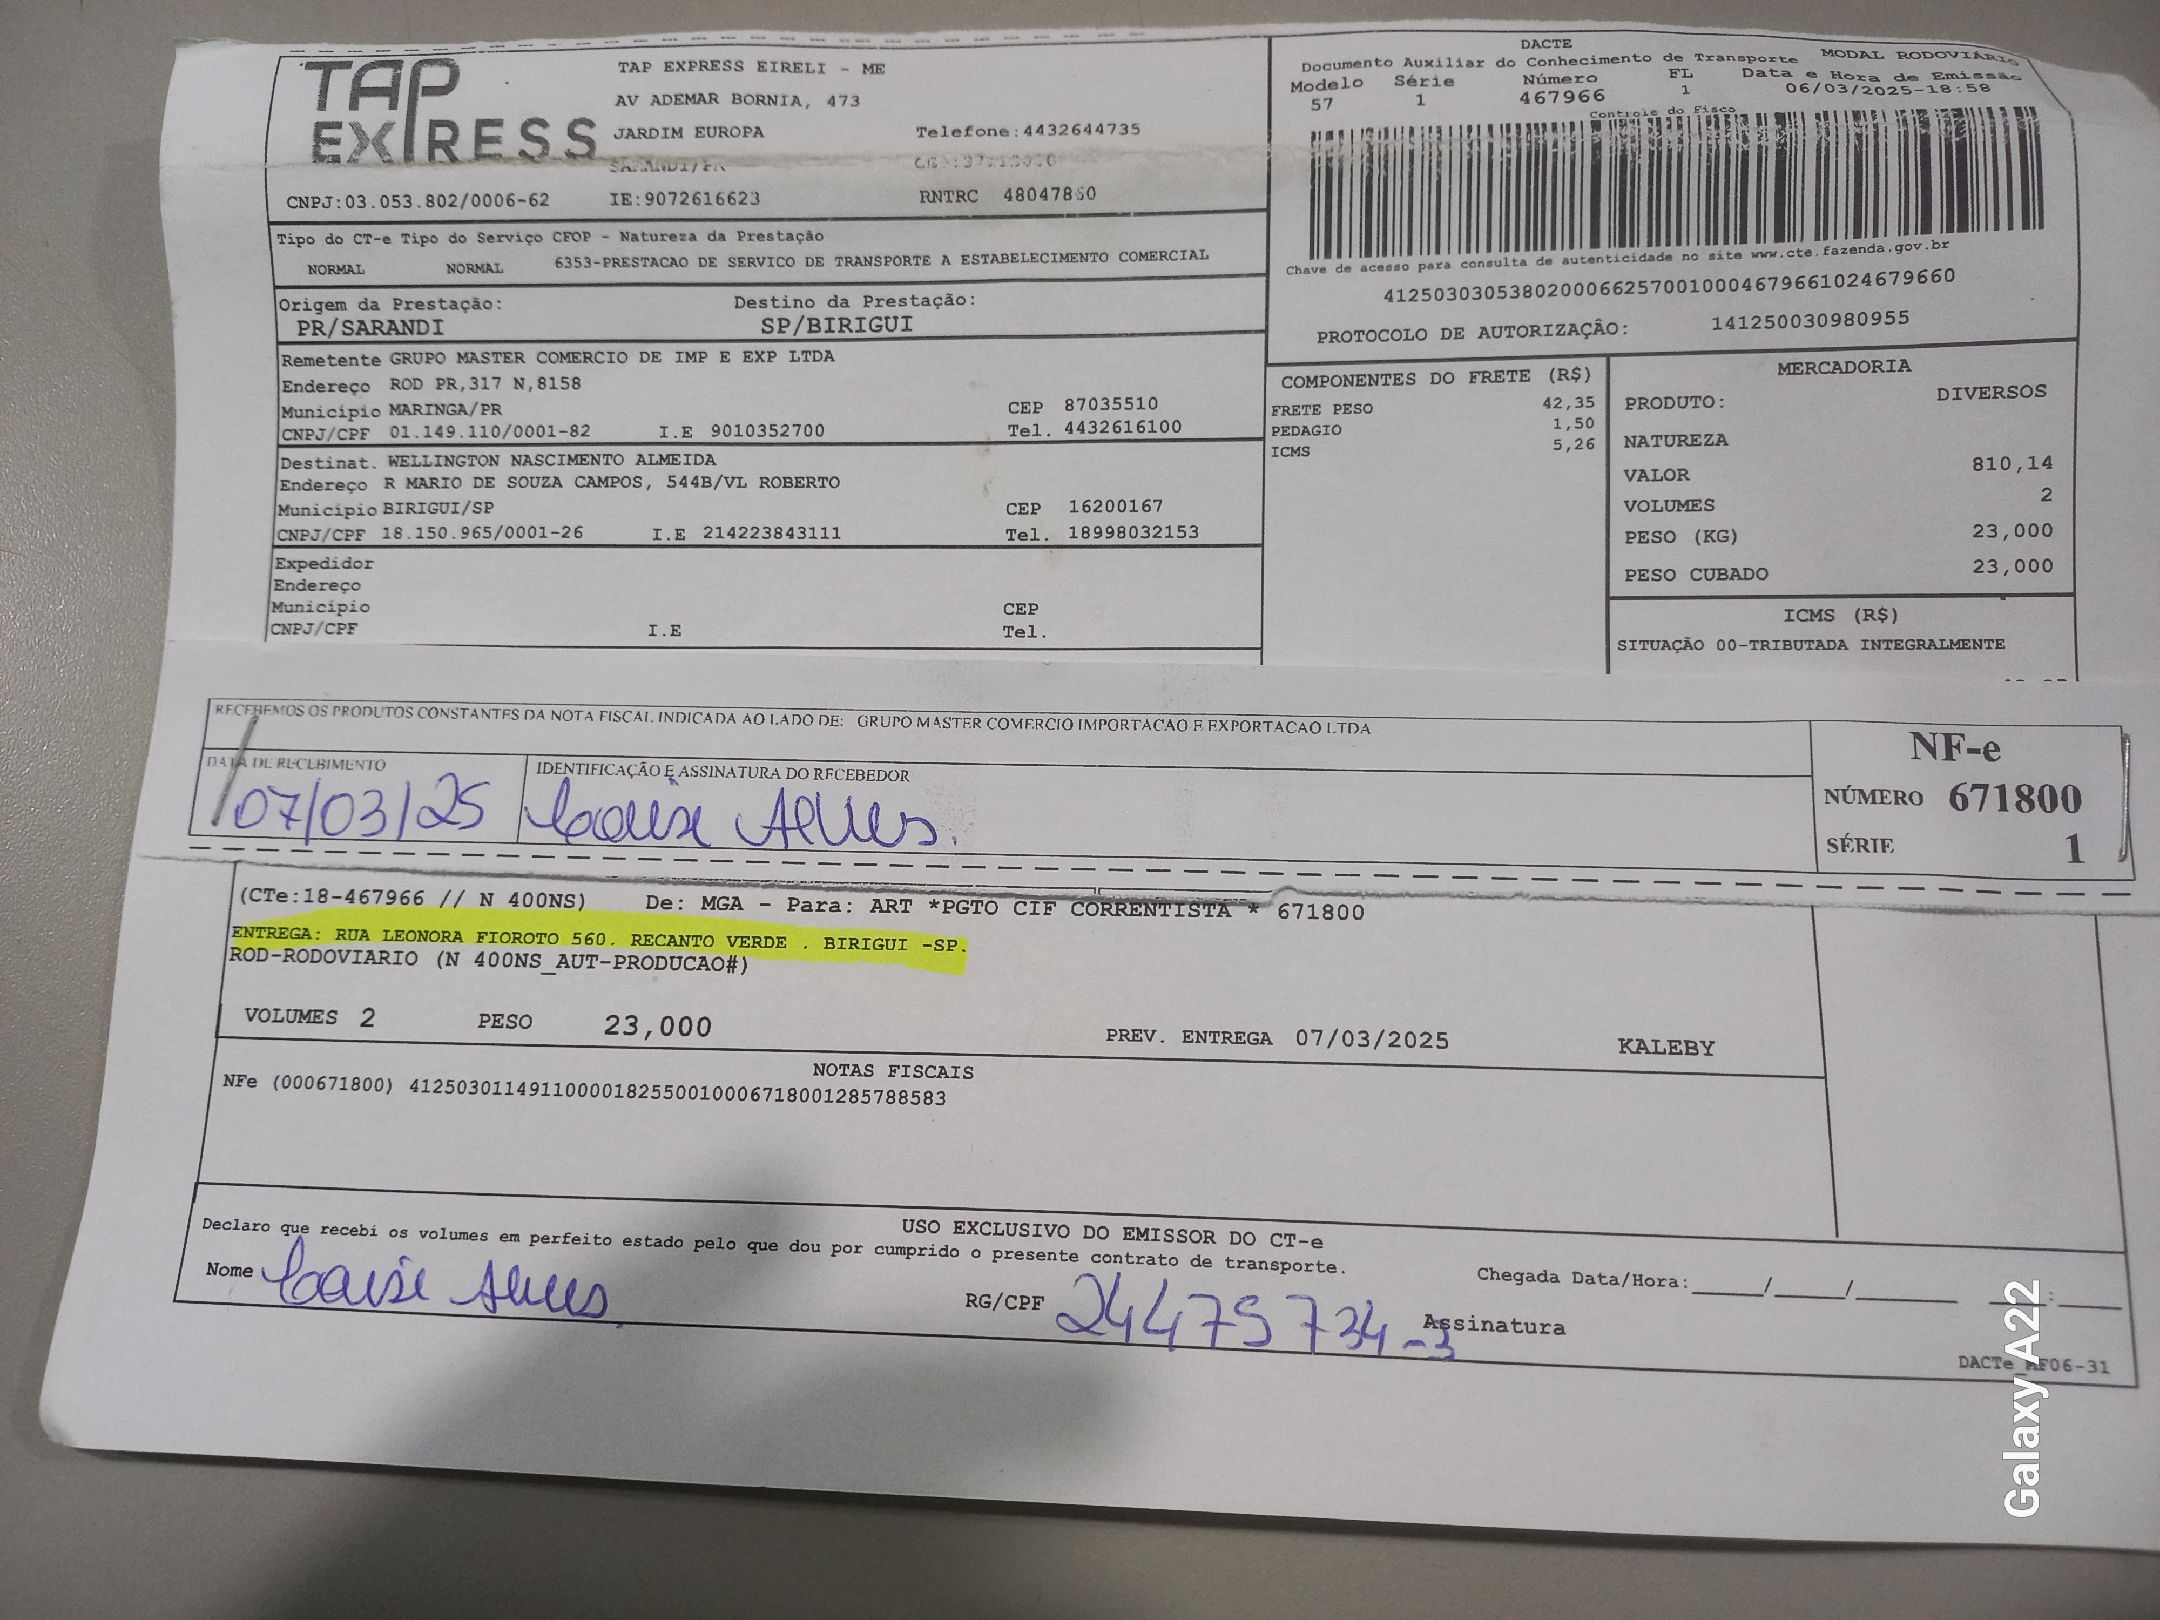 TAP EXPRESS
TAP EXPRESS EIRELI - ME
AV ADEMAR BORNIA, 473
JARDIM EUROPA Telefone:4432644735
SARANDI/PR
CNPJ:03.053.802/0006-62 IE:9072616623 RNTRC 48047860
Tipo do CT-e Tipo do Serviço CFOP - Natureza da Prestação
NORMAL NORMAL 6353-PRESTACAO DE SERVICO DE TRANSPORTE A ESTABELECIMENTO COMERCIAL
Origem da Prestação: Destino da Prestação:
PR/SARANDI SP/BIRIGUI
Remetente GRUPO MASTER COMERCIO DE IMP E EXP LTDA
Endereço ROD PR,317 N,8158
Município MARINGA/PR CEP 87035510
CNPJ/CPF 01.149.110/0001-82 I.E 9010352700 Tel. 4432616100
Destinat. WELLINGTON NASCIMENTO ALMEIDA
Endereço R MARIO DE SOUZA CAMPOS, 544B/VL ROBERTO
Município BIRIGUI/SP CEP 16200167
CNPJ/CPF 18.150.965/0001-26 I.E 214223843111 Tel. 18998032153
Expedidor
Endereço
Município CEP
CNPJ/CPF I.E Tel.
DACTE
Documento Auxiliar do Conhecimento de Transporte MODAL RODOVIÁRIO
Modelo Série Número FL Data e Hora de Emissão
57 1 467966 1 06/03/2025-18:58
Controle do Fisco
Chave de acesso para consulta de autenticidade no site www.cte.fazenda.gov.br
41250303053802000662570010004679661024679660
PROTOCOLO DE AUTORIZAÇÃO: 141250030980955
COMPONENTES DO FRETE (R$)
FRETE PESO 42,35
PEDAGIO 1,50
ICMS 5,26
MERCADORIA
PRODUTO: DIVERSOS
NATUREZA
VALOR 810,14
VOLUMES 2
PESO (KG) 23,000
PESO CUBADO 23,000
ICMS (R$)
SITUAÇÃO 00-TRIBUTADA INTEGRALMENTE
RECEBEMOS OS PRODUTOS CONSTANTES DA NOTA FISCAL INDICADA AO LADO DE: GRUPO MASTER COMERCIO IMPORTACAO E EXPORTACAO LTDA
DATA DE RECEBIMENTO IDENTIFICAÇÃO E ASSINATURA DO RECEBEDOR
07/03/25 Alves.
NF-e
NÚMERO 671800
SÉRIE 1
(CTe:18-467966 // N 400NS) De: MGA - Para: ART *PGTO CIF CORRENTISTA * 671800
ENTREGA: RUA LEONORA FIOROTO 560. RECANTO VERDE . BIRIGUI -SP.
ROD-RODOVIARIO (N 400NS_AUT-PRODUCAO#)
VOLUMES 2 PESO 23,000 PREV. ENTREGA 07/03/2025 KALEBY
NOTAS FISCAIS
NFe (000671800) 41250301149110000182550010006718001285788583
USO EXCLUSIVO DO EMISSOR DO CT-e
Declaro que recebi os volumes em perfeito estado pelo que dou por cumprido o presente contrato de transporte.
Nome Alves. RG/CPF 24475734-3 Assinatura
Chegada Data/Hora:_____/_____/________ ____:____
DACTe MF06-31
Galaxy A22